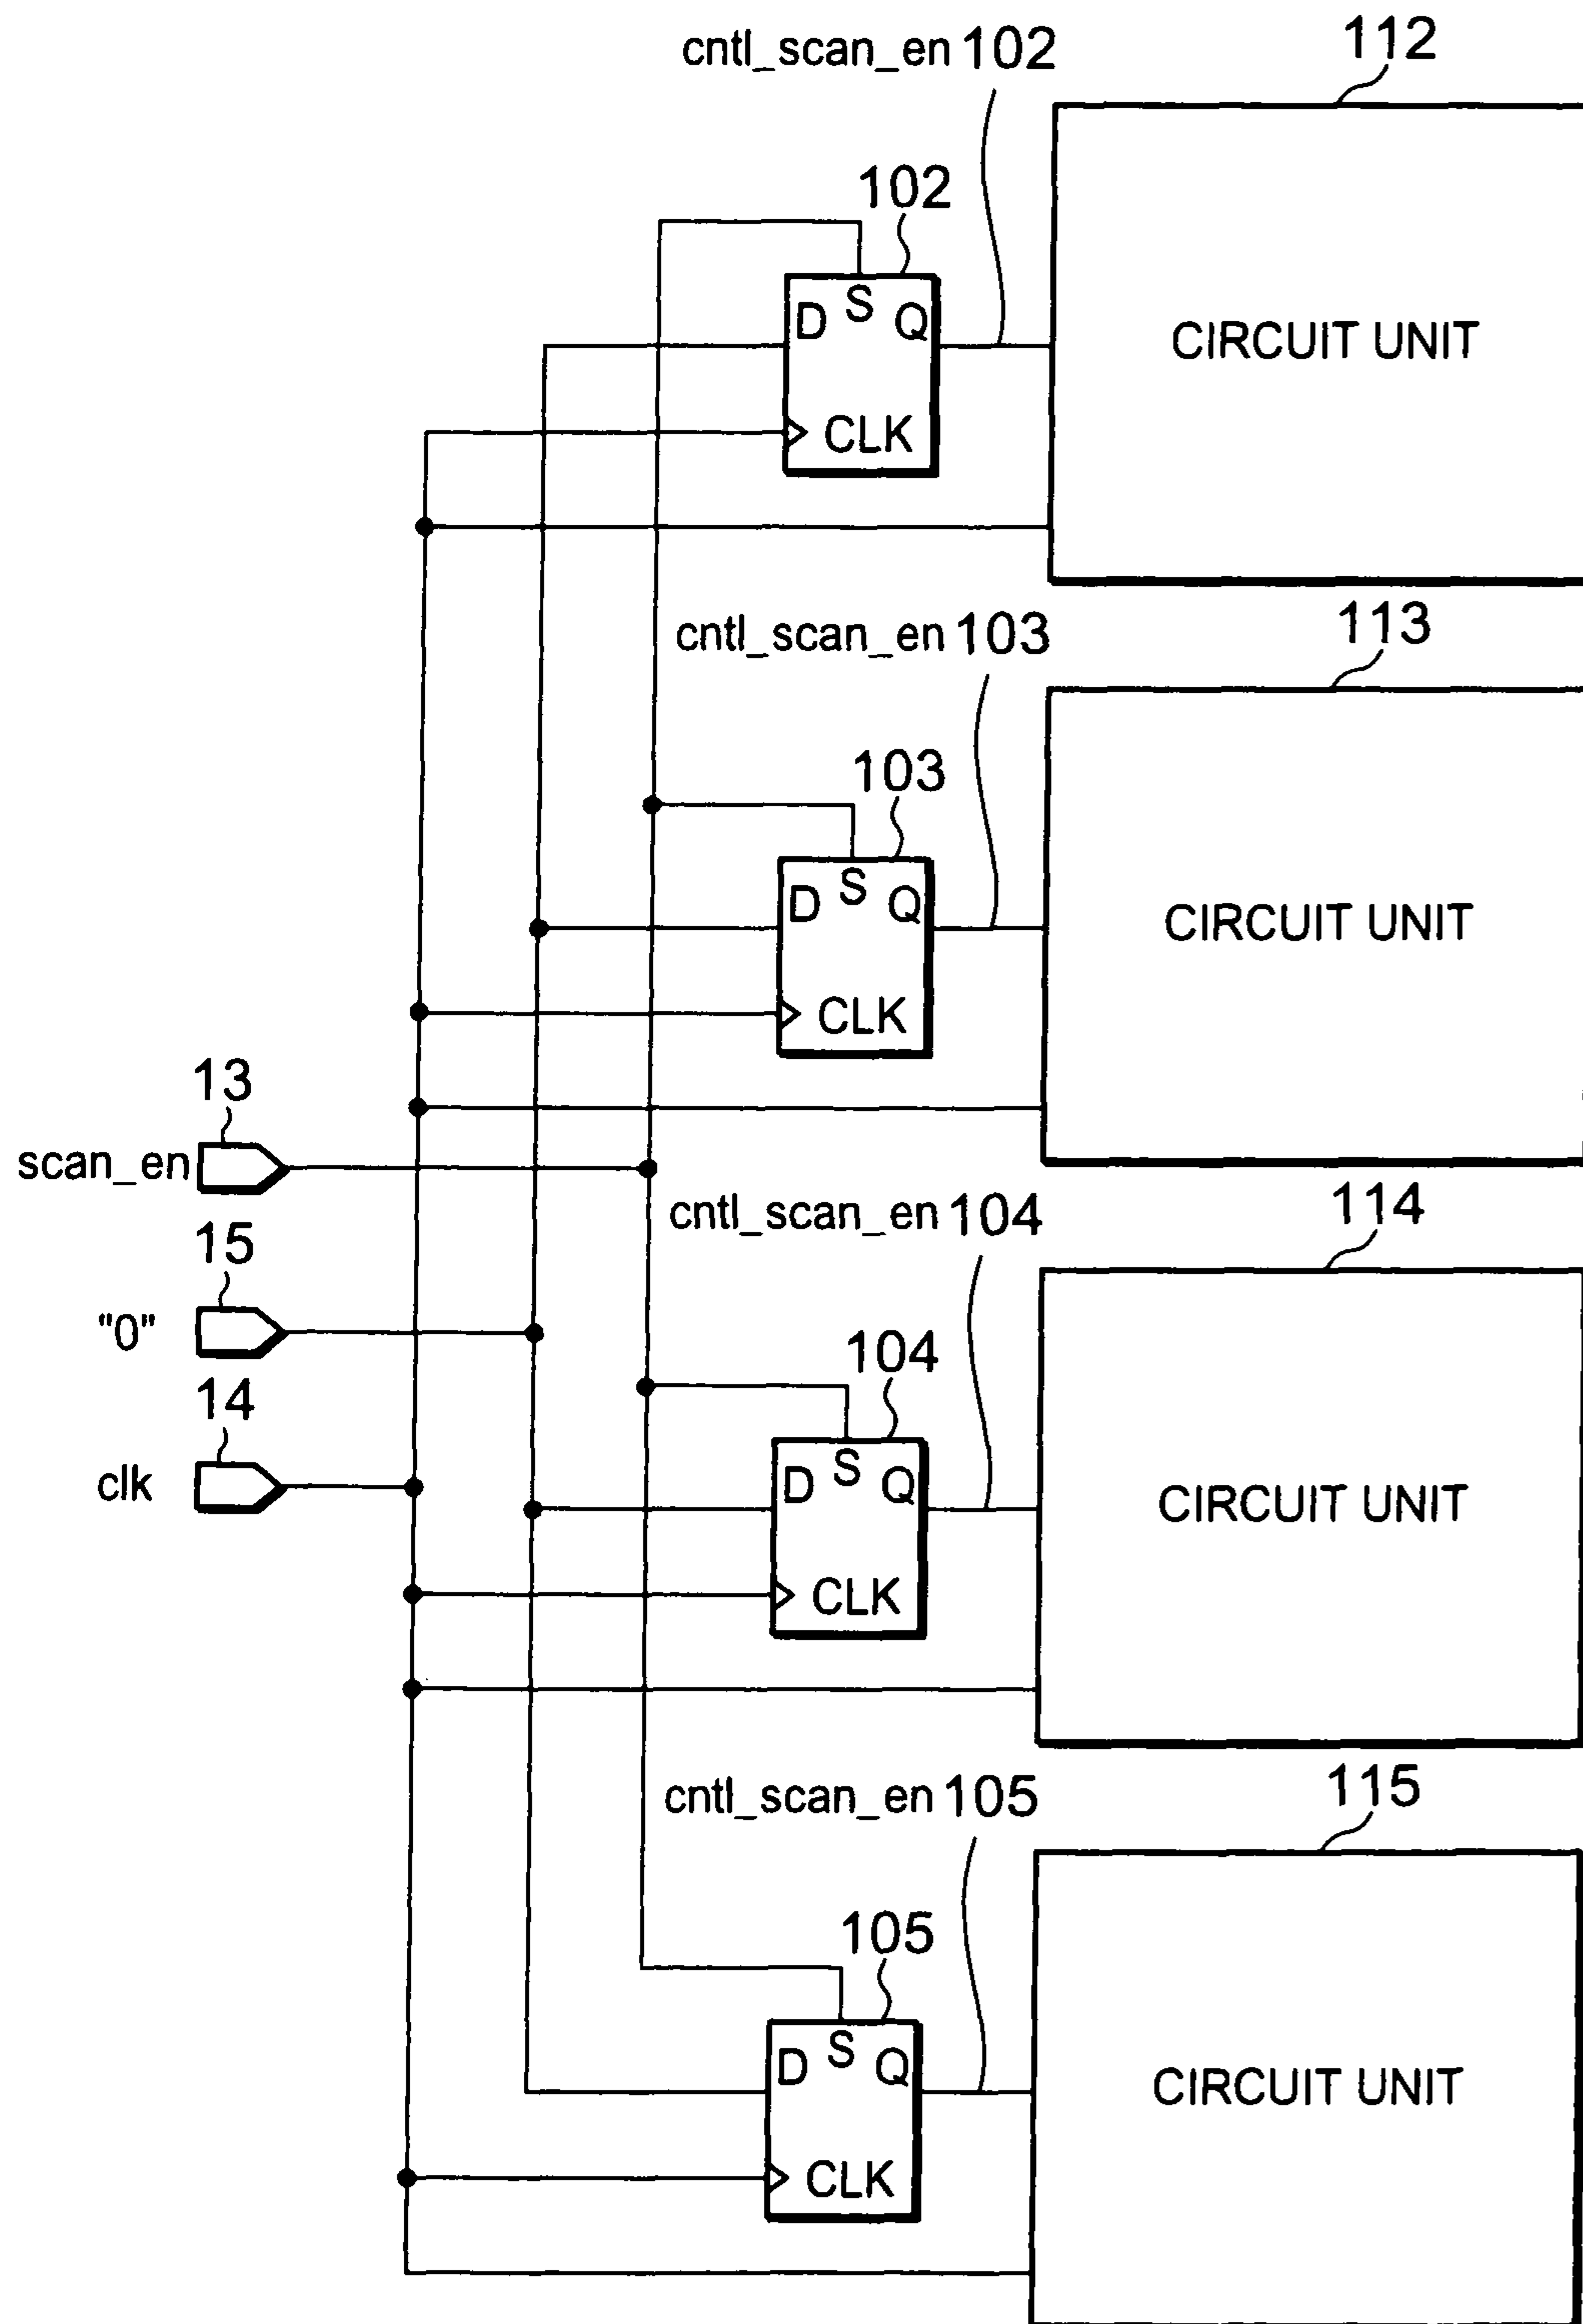 cntl_scan_en 102
112
102
D S Q
CLK
CIRCUIT UNIT
cntl_scan_en 103
113
103
D S Q
CLK
CIRCUIT UNIT
13
scan_en
cntl_scan_en 104
114
15
"0"
104
14
clk
D S Q
CLK
CIRCUIT UNIT
cntl_scan_en 105
115
105
D S Q
CLK
CIRCUIT UNIT